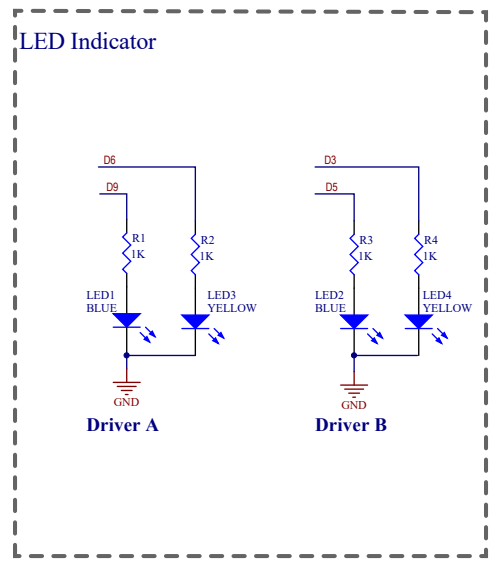 LED Indicator
D6
D9
R1
1K
R2
1K
LED1
BLUE
LED3
YELLOW
GND
Driver A
D3
D5
R3
1K
R4
1K
LED2
BLUE
LED4
YELLOW
GND
Driver B